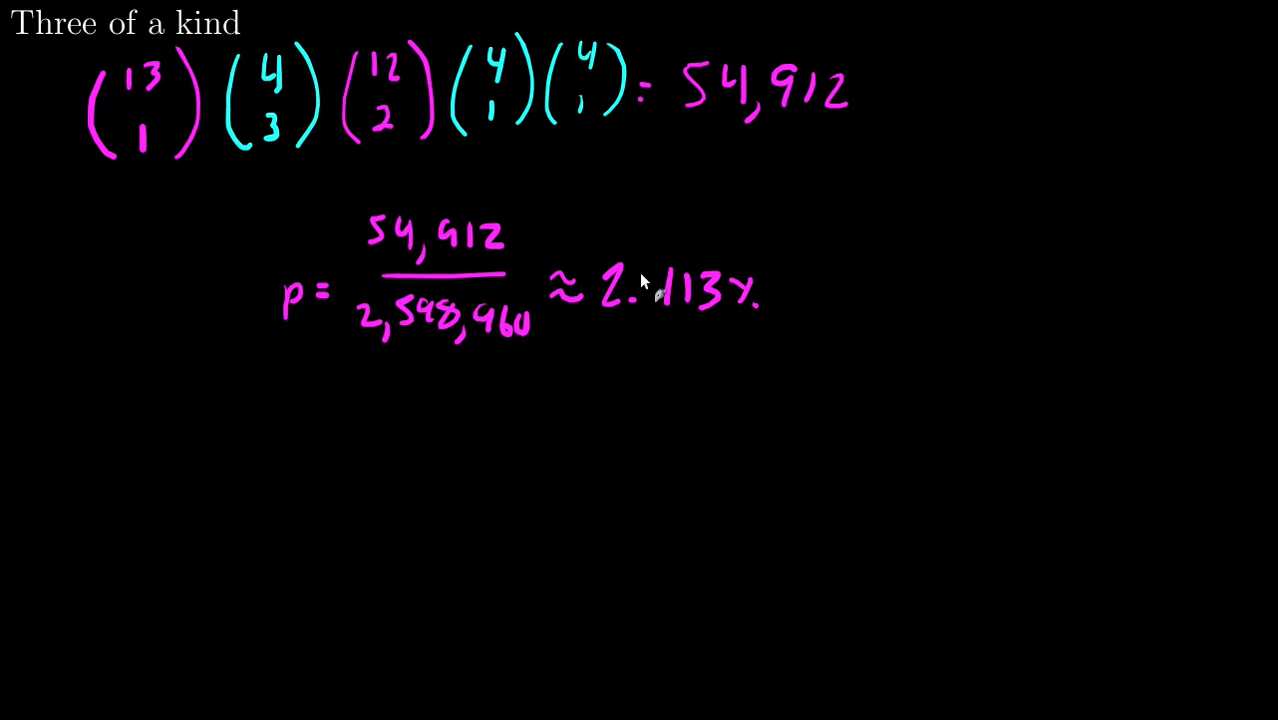 Three of a kind
(13 1) (4 3) (12 2) (4 1) (4 1) = 54,912
p = 54,912 / 2,598,960 ≈ 2.113%